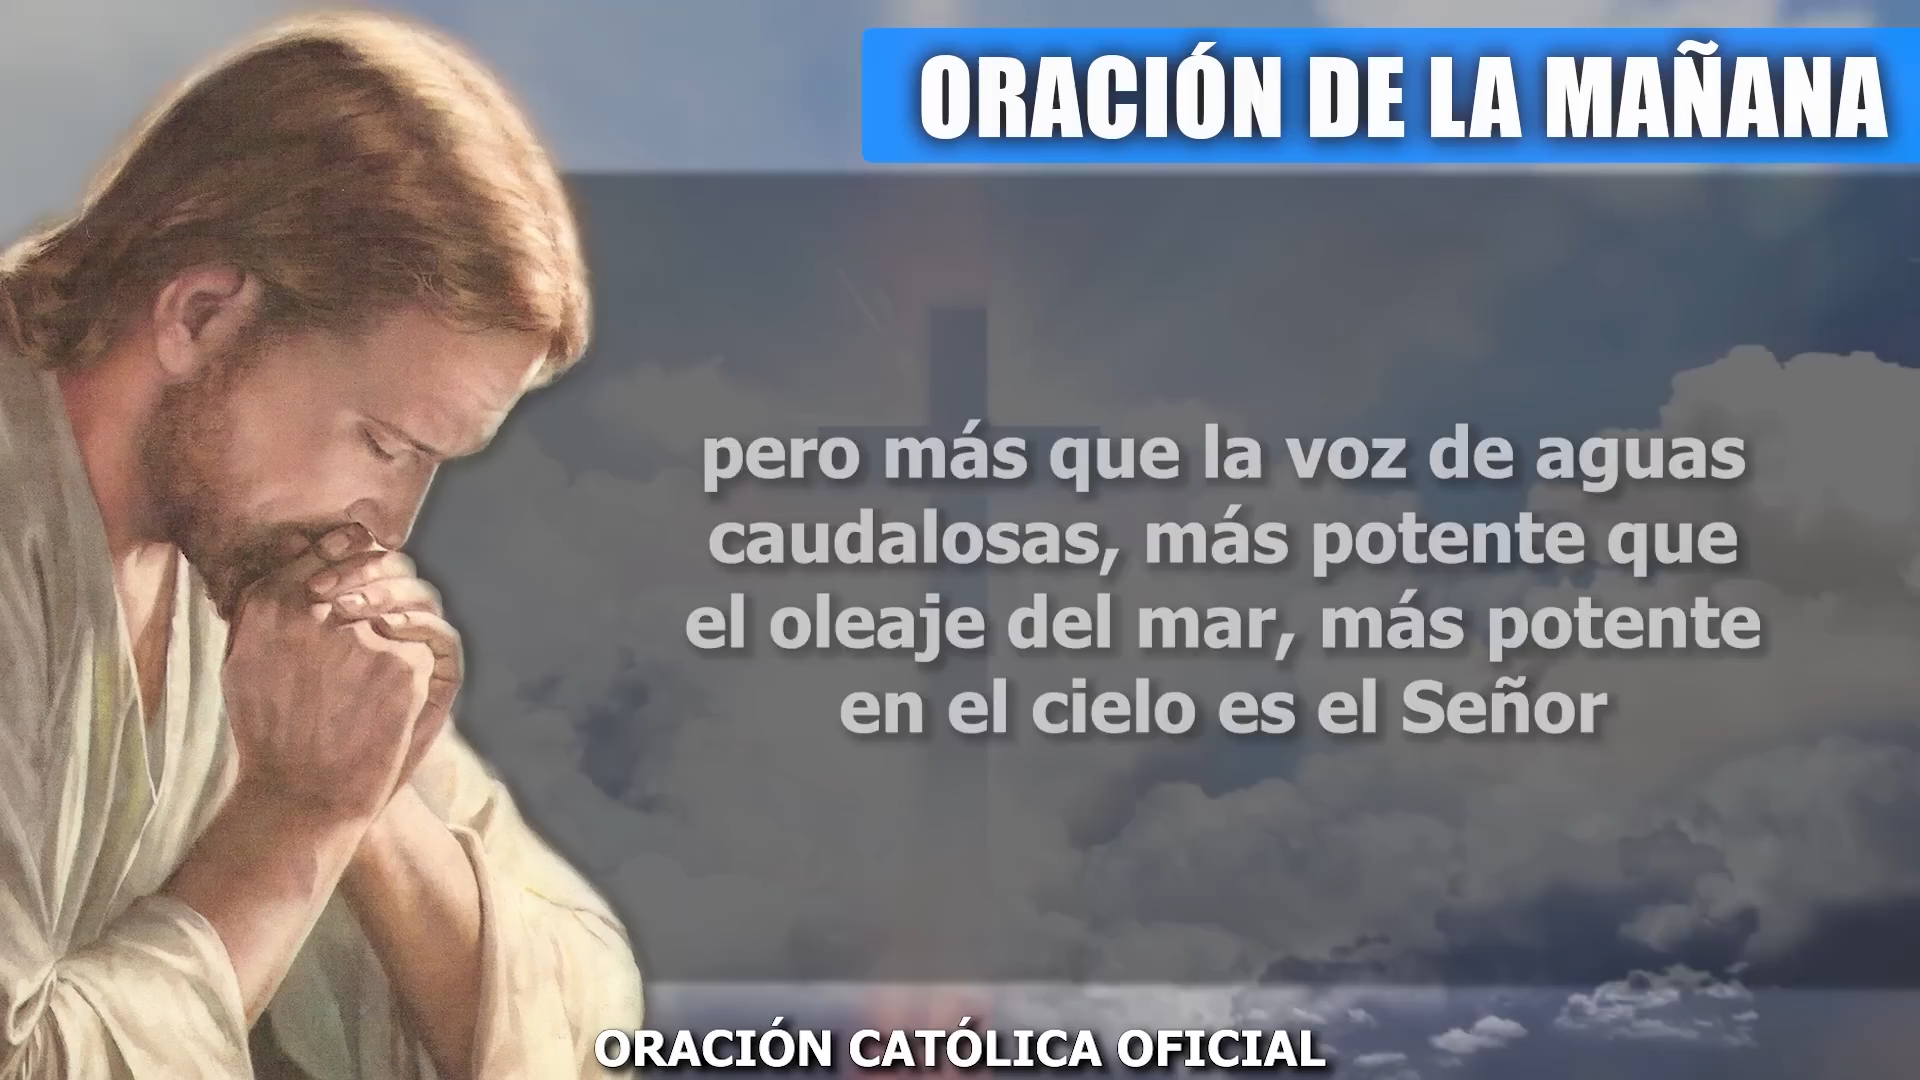 ORACIÓN DE LA MAÑANA
pero más que la voz de aguas
caudalosas, más potente que
el oleaje del mar, más potente
en el cielo es el Señor
ORACIÓN CATÓLICA OFICIAL